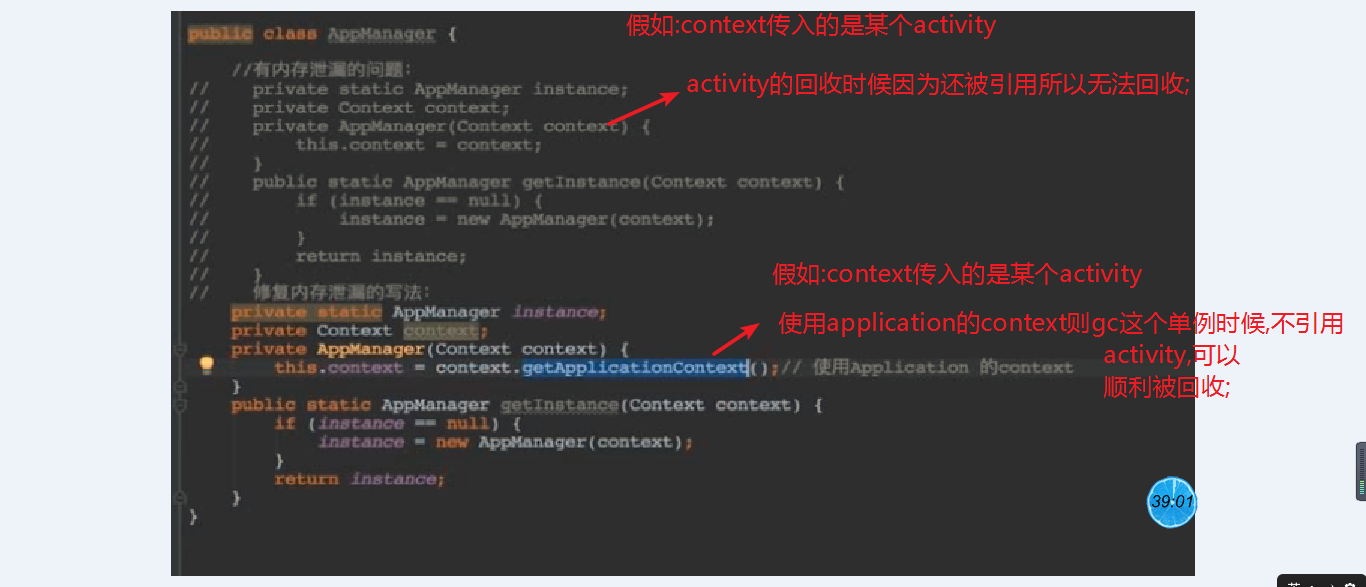 假如:context传入的是某个activity
public class AppManager {
//有内存泄漏的问题:
activity的回收时候因为还被引用所以无法回收;
// private static AppManager instance;
// private Context context;
// private AppManager(Context context) {
// this.context = context;
// }
// public static AppManager getInstance(Context context) {
// if (instance == null) {
// instance = new AppManager(context);
// }
// return instance;
// }
假如:context传入的是某个activity
// 修复内存泄漏的写法:
private static AppManager instance;
使用application的context则gc这个单例时候,不引用
private Context context;
private AppManager(Context context) {
activity,可以
this.context = context.getApplicationContext();// 使用Application 的context
}
顺利被回收;
public static AppManager getInstance(Context context) {
if (instance == null) {
instance = new AppManager(context);
}
return instance;
}
}
39:01